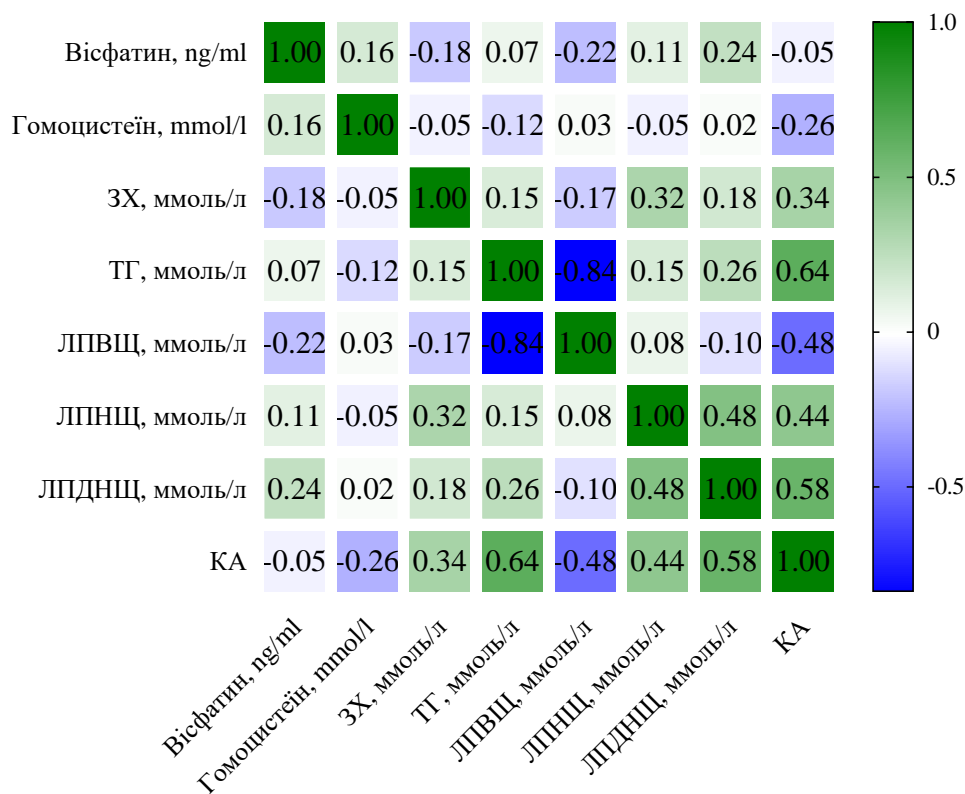 Вісфатин, ng/ml 1.00 0.16 -0.18 0.07 -0.22 0.11 0.24 -0.05
Гомоцистеїн, mmol/l 0.16 1.00 -0.05 -0.12 0.03 -0.05 0.02 -0.26
ЗХ, ммоль/л -0.18 -0.05 1.00 0.15 -0.17 0.32 0.18 0.34
ТГ, ммоль/л 0.07 -0.12 0.15 1.00 -0.84 0.15 0.26 0.64
ЛПВЩ, ммоль/л -0.22 0.03 -0.17 -0.84 1.00 0.08 -0.10 -0.48
ЛПНЩ, ммоль/л 0.11 -0.05 0.32 0.15 0.08 1.00 0.48 0.44
ЛПДНЩ, ммоль/л 0.24 0.02 0.18 0.26 -0.10 0.48 1.00 0.58
КА -0.05 -0.26 0.34 0.64 -0.48 0.44 0.58 1.00
Вісфатин, ng/ml
Гомоцистеїн, mmol/l
ЗХ, ммоль/л
ТГ, ммоль/л
ЛПВЩ, ммоль/л
ЛПНЩ, ммоль/л
ЛПДНЩ, ммоль/л
КА
1.0
0.5
0
-0.5